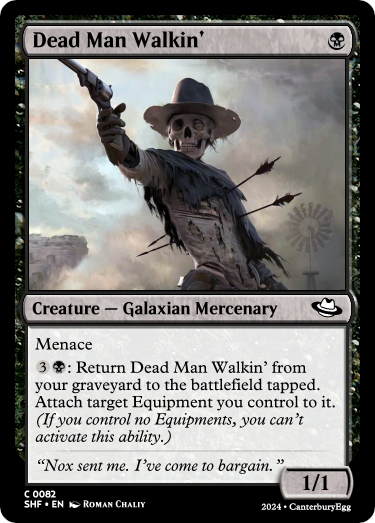 Dead Man Walkin'
Creature — Galaxian Mercenary
Menace
3 : Return Dead Man Walkin' from
your graveyard to the battlefield tapped.
Attach target Equipment you control to it.
(If you control no Equipments, you can't
activate this ability.)
“Nox sent me. I've come to bargain.”
1/1
C 0082
SHF • EN ROMAN CHALIY
2024 • CanterburyEgg